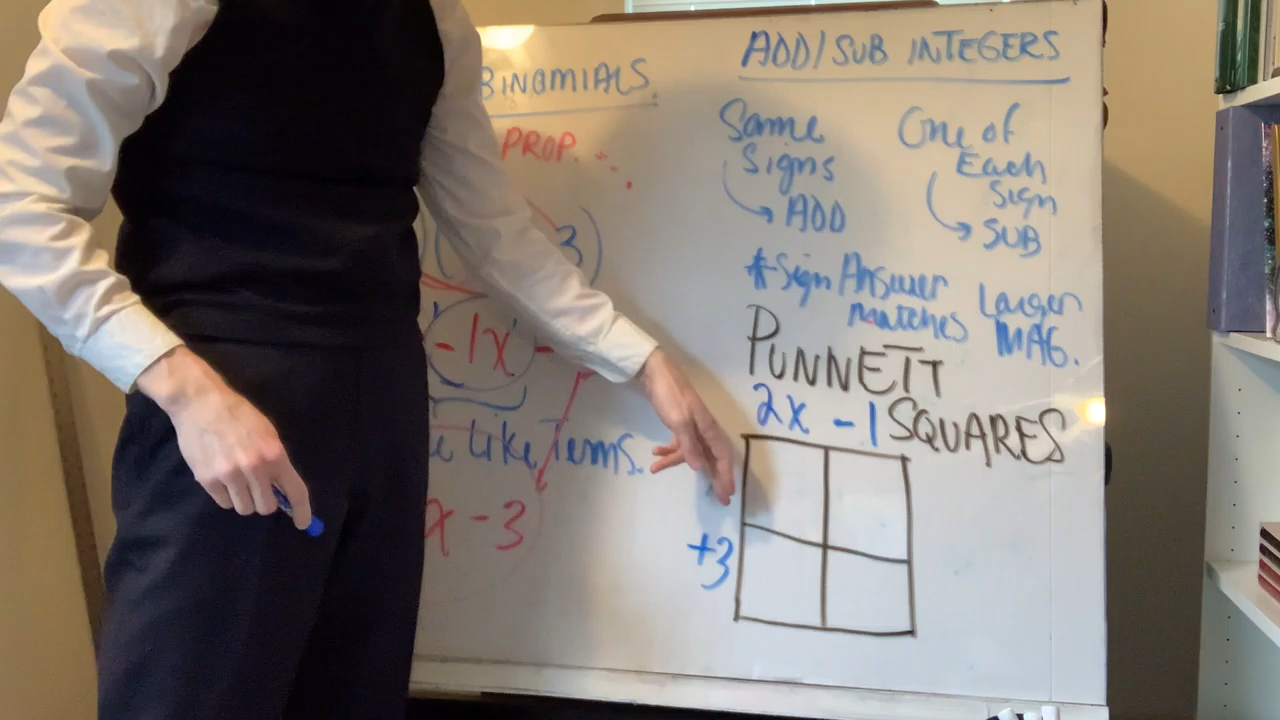 BINOMIALS
PROP.
3)
-1x -
Like Terms.
x - 3
ADD/SUB INTEGERS
Same
Signs
ADD
One of
Each
Sign
SUB
*Sign Answer
matches
Larger
MAG.
PUNNETT
SQUARES
2x -1
+3